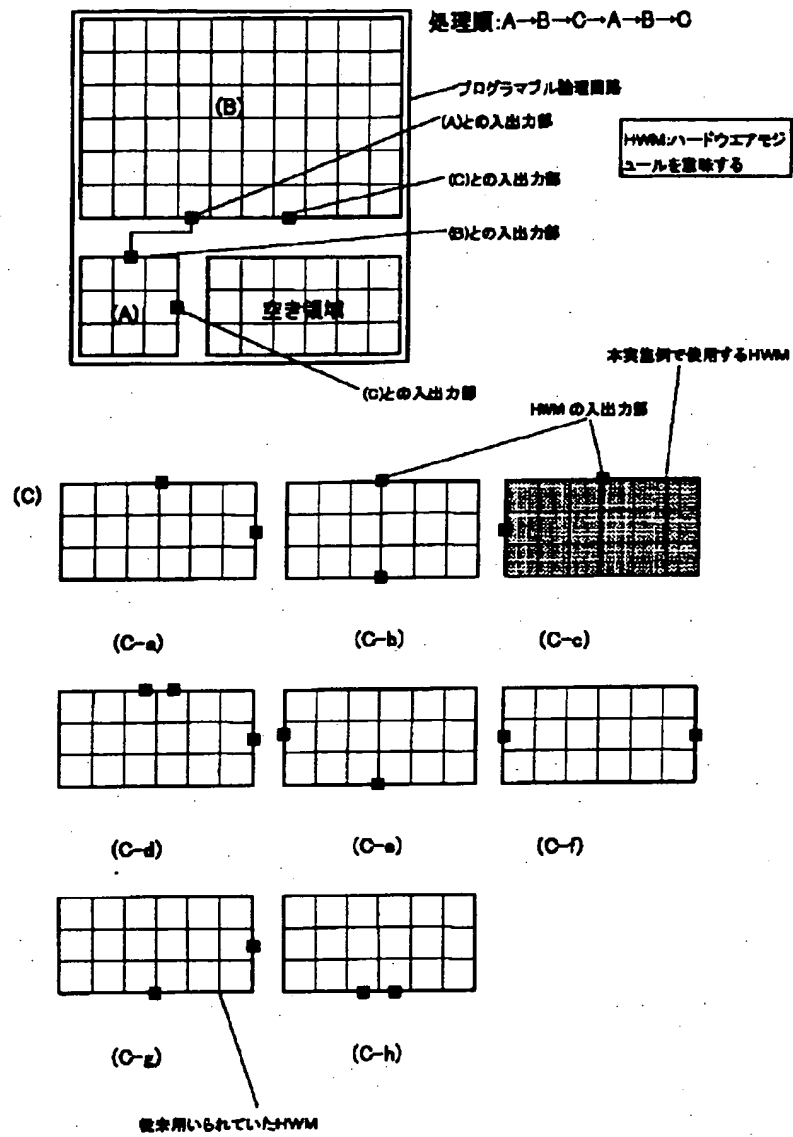 処理順:A→B→C→A→B→C
(B)
プログラマブル論理回路
(A)との入出力部
HWM:ハードウエアモジ
ュールを意味する
(C)との入出力部
(B)との入出力部
(A)
空き領域
(C)との入出力部
本実施例で使用するHWM
HWM の入出力部
(C)
(C-a)
(C-b)
(C-c)
(C-d)
(C-e)
(C-f)
(C-g)
(C-h)
従来用いられていたHWM